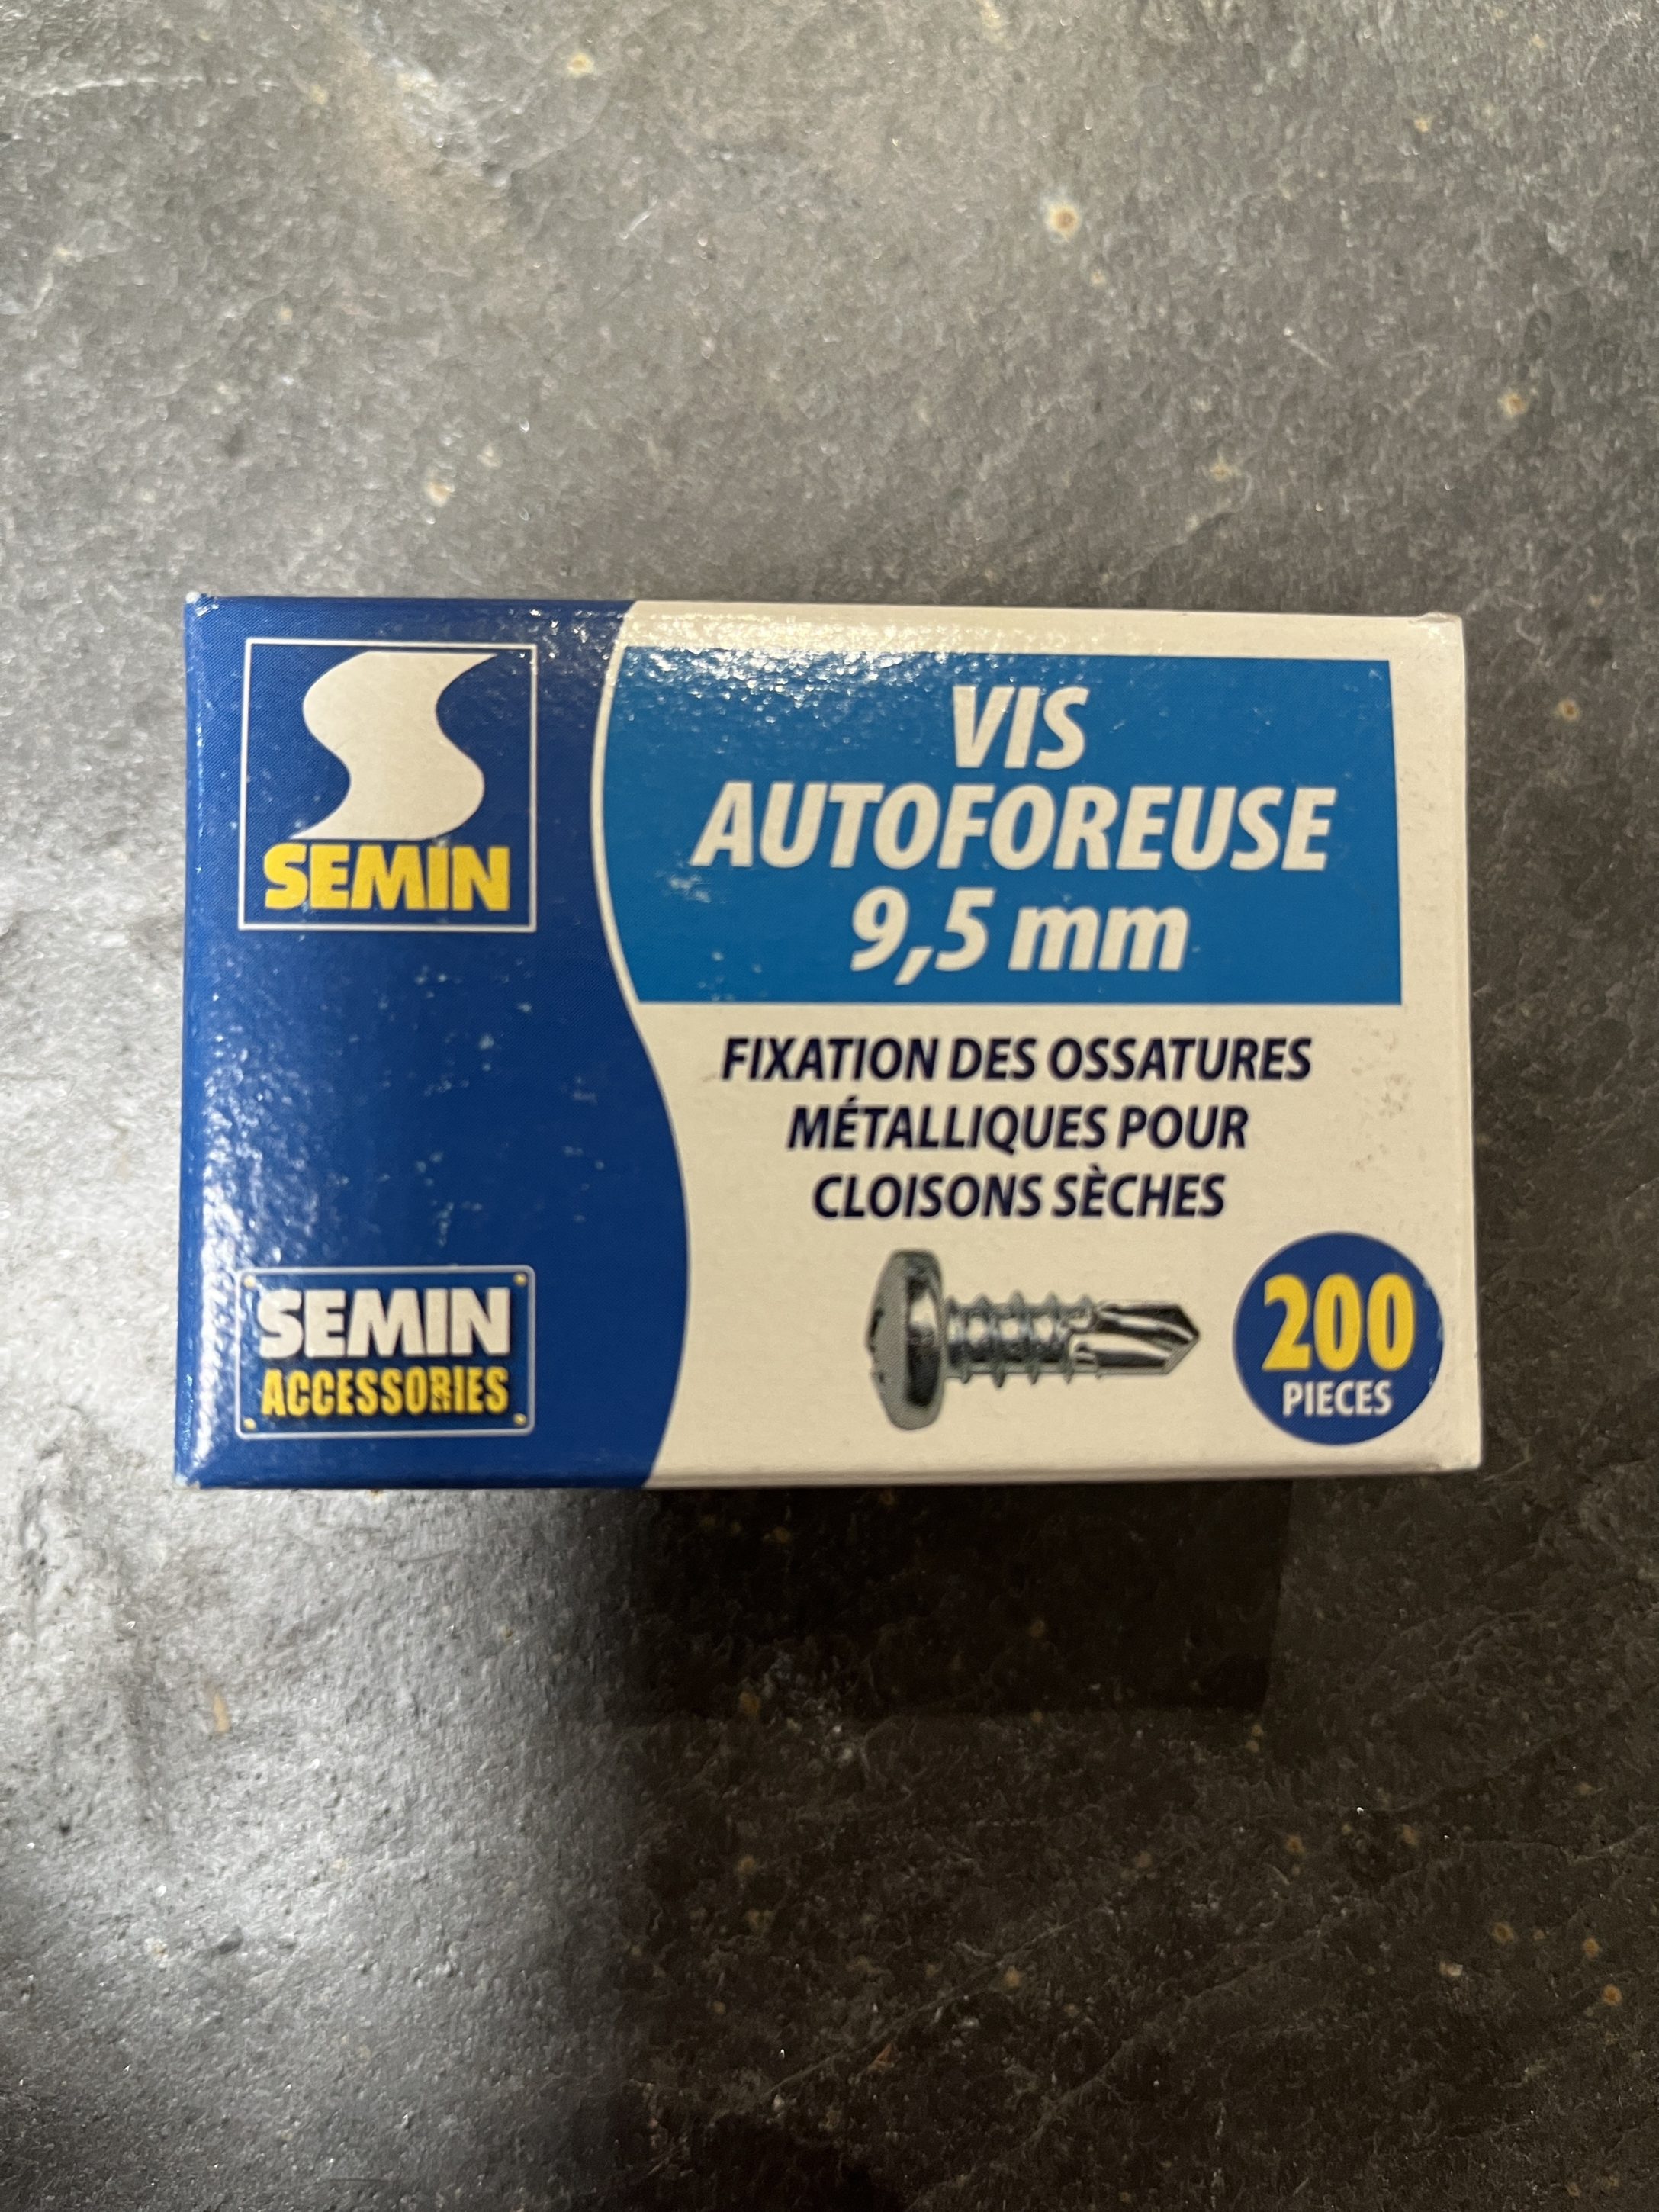 SEMIN
VIS
AUTOFOREUSE
9,5 mm
FIXATION DES OSSATURES
MÉTALLIQUES POUR
CLOISONS SÈCHES
SEMIN
ACCESSORIES
200
PIECES